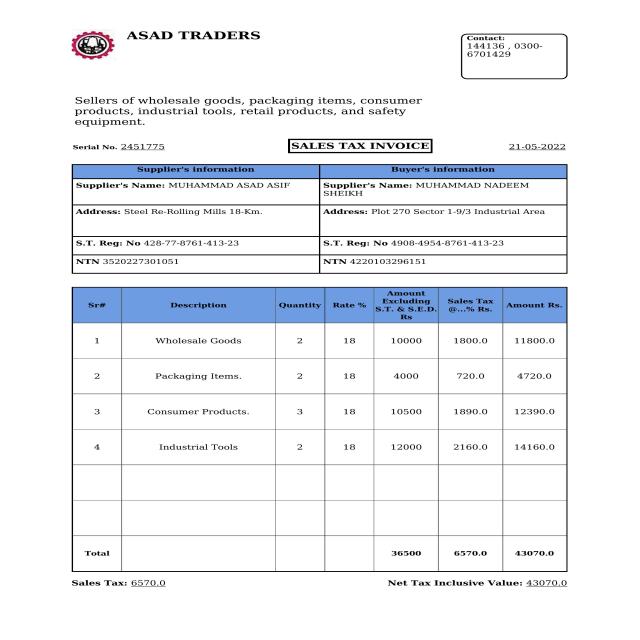 ASAD TRADERS
Contact:
144136 , 0300-
6701429
Sellers of wholesale goods, packaging items, consumer
products, industrial tools, retail products, and safety
equipment.
Serial No. 2451775 SALES TAX INVOICE 21-05-2022
Supplier's information Buyer's information
Supplier's Name: MUHAMMAD ASAD ASIF
Supplier's Name: MUHAMMAD NADEEM
SHEIKH
Address: Steel Re-Rolling Mills 18-Km. Address: Plot 270 Sector 1-9/3 Industrial Area
S.T. Reg: No 428-77-8761-413-23 S.T. Reg: No 4908-4954-8761-413-23
NTN 3520227301051 NTN 4220103296151
Sr# Description Quantity Rate %
Amount
Excluding
S.T. & S.E.D.
Rs
Sales Tax
@...% Rs.
Amount Rs.
1 Wholesale Goods 2 18 10000 1800.0 11800.0
2 Packaging Items. 2 18 4000 720.0 4720.0
3 Consumer Products. 3 18 10500 1890.0 12390.0
4 Industrial Tools 2 18 12000 2160.0 14160.0
Total 36500 6570.0 43070.0
Sales Tax: 6570.0 Net Tax Inclusive Value: 43070.0